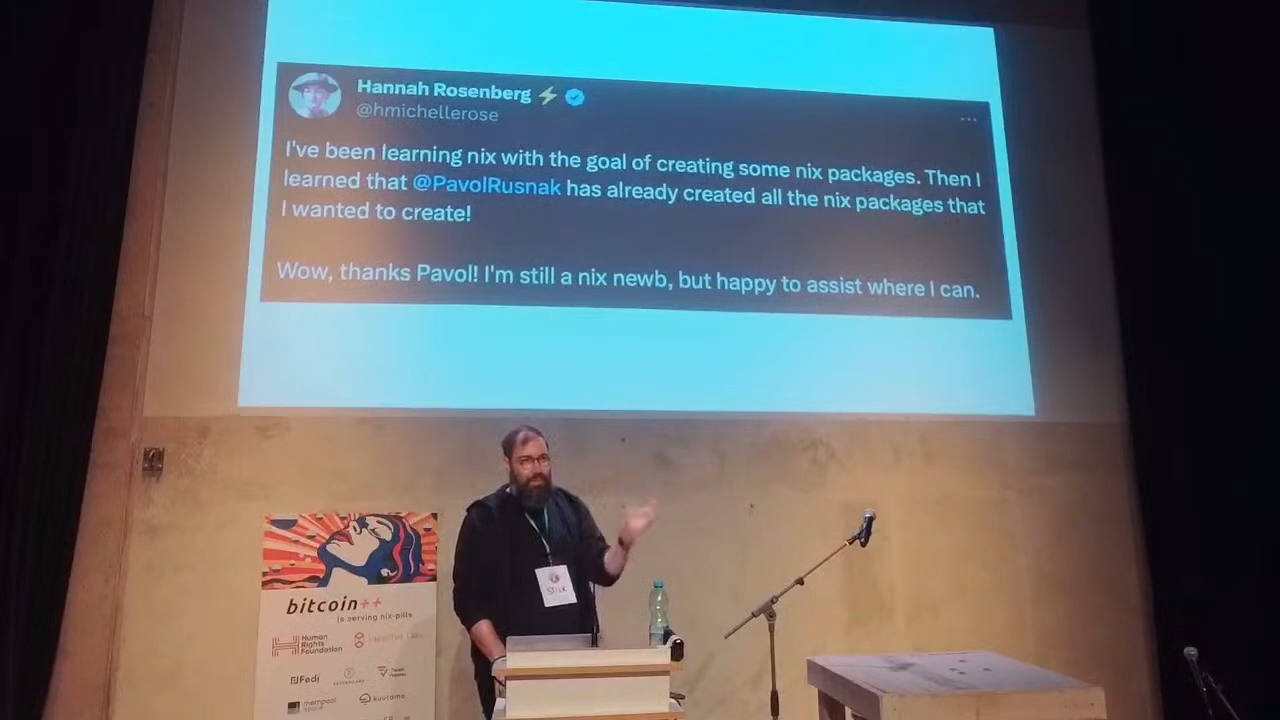 Hannah Rosenberg
@hmichellerose
I've been learning nix with the goal of creating some nix packages. Then I
learned that @PavolRusnak has already created all the nix packages that
I wanted to create!
Wow, thanks Pavol! I'm still a nix newb, but happy to assist where I can.
bitcoin++
is serving nix-pills
Human
Rights
Foundation
Fedi
mempool
space
kuutamo